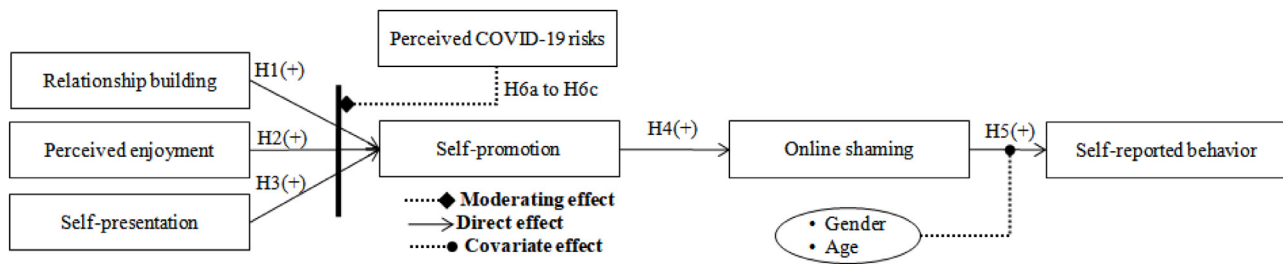 Perceived COVID-19 risks
H6a to H6c
Relationship building
H1(+)
Perceived enjoyment
H2(+)
Self-presentation
H3(+)
Self-promotion
H4(+)
Online shaming
H5(+)
Self-reported behavior
Moderating effect
Direct effect
Covariate effect
• Gender
• Age